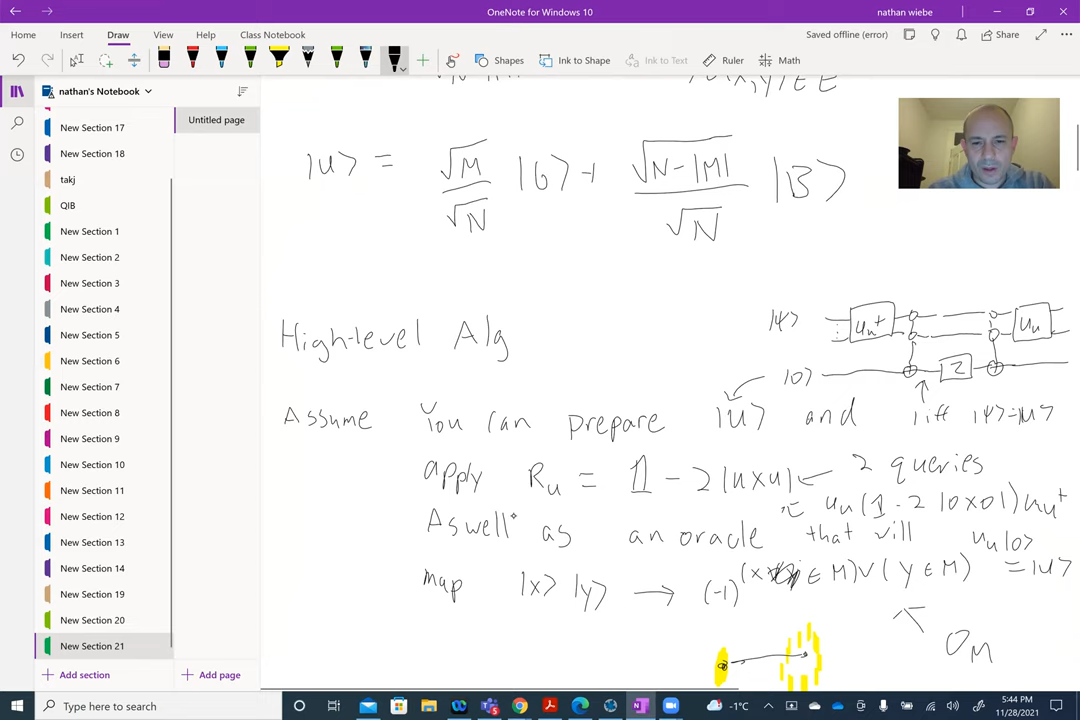 OneNote for Windows 10
nathan wiebe
Home Insert Draw View Help Class Notebook
Saved offline (error)
Share
Shapes Ink to Shape Ink to Text Ruler Math
nathan's Notebook
Untitled page
New Section 17
New Section 18
takj
QIB
New Section 1
New Section 2
New Section 3
New Section 4
New Section 5
New Section 6
New Section 7
New Section 8
New Section 9
New Section 10
New Section 11
New Section 12
New Section 13
New Section 14
New Section 19
New Section 20
New Section 21
Add section
Add page
(x,y) ∈ E
|u> = √M/√N |G> + √N-|M|/√N |B>
High-level Alg
|ψ> Uu† Uu
|0> Z
Assume You can prepare |u> and 1 iff |ψ>=|u>
apply Ru = 𝟙 - 2|u><u| ← 2 queries
= Uu(𝟙 - 2|0><0|)Uu†
As well as an oracle that will Uu|0>
map |x> |y> → (-1)^(x ∈ M)∨(y ∈ M) =|u>
OM
Type here to search
-1°C
5:44 PM
11/28/2021